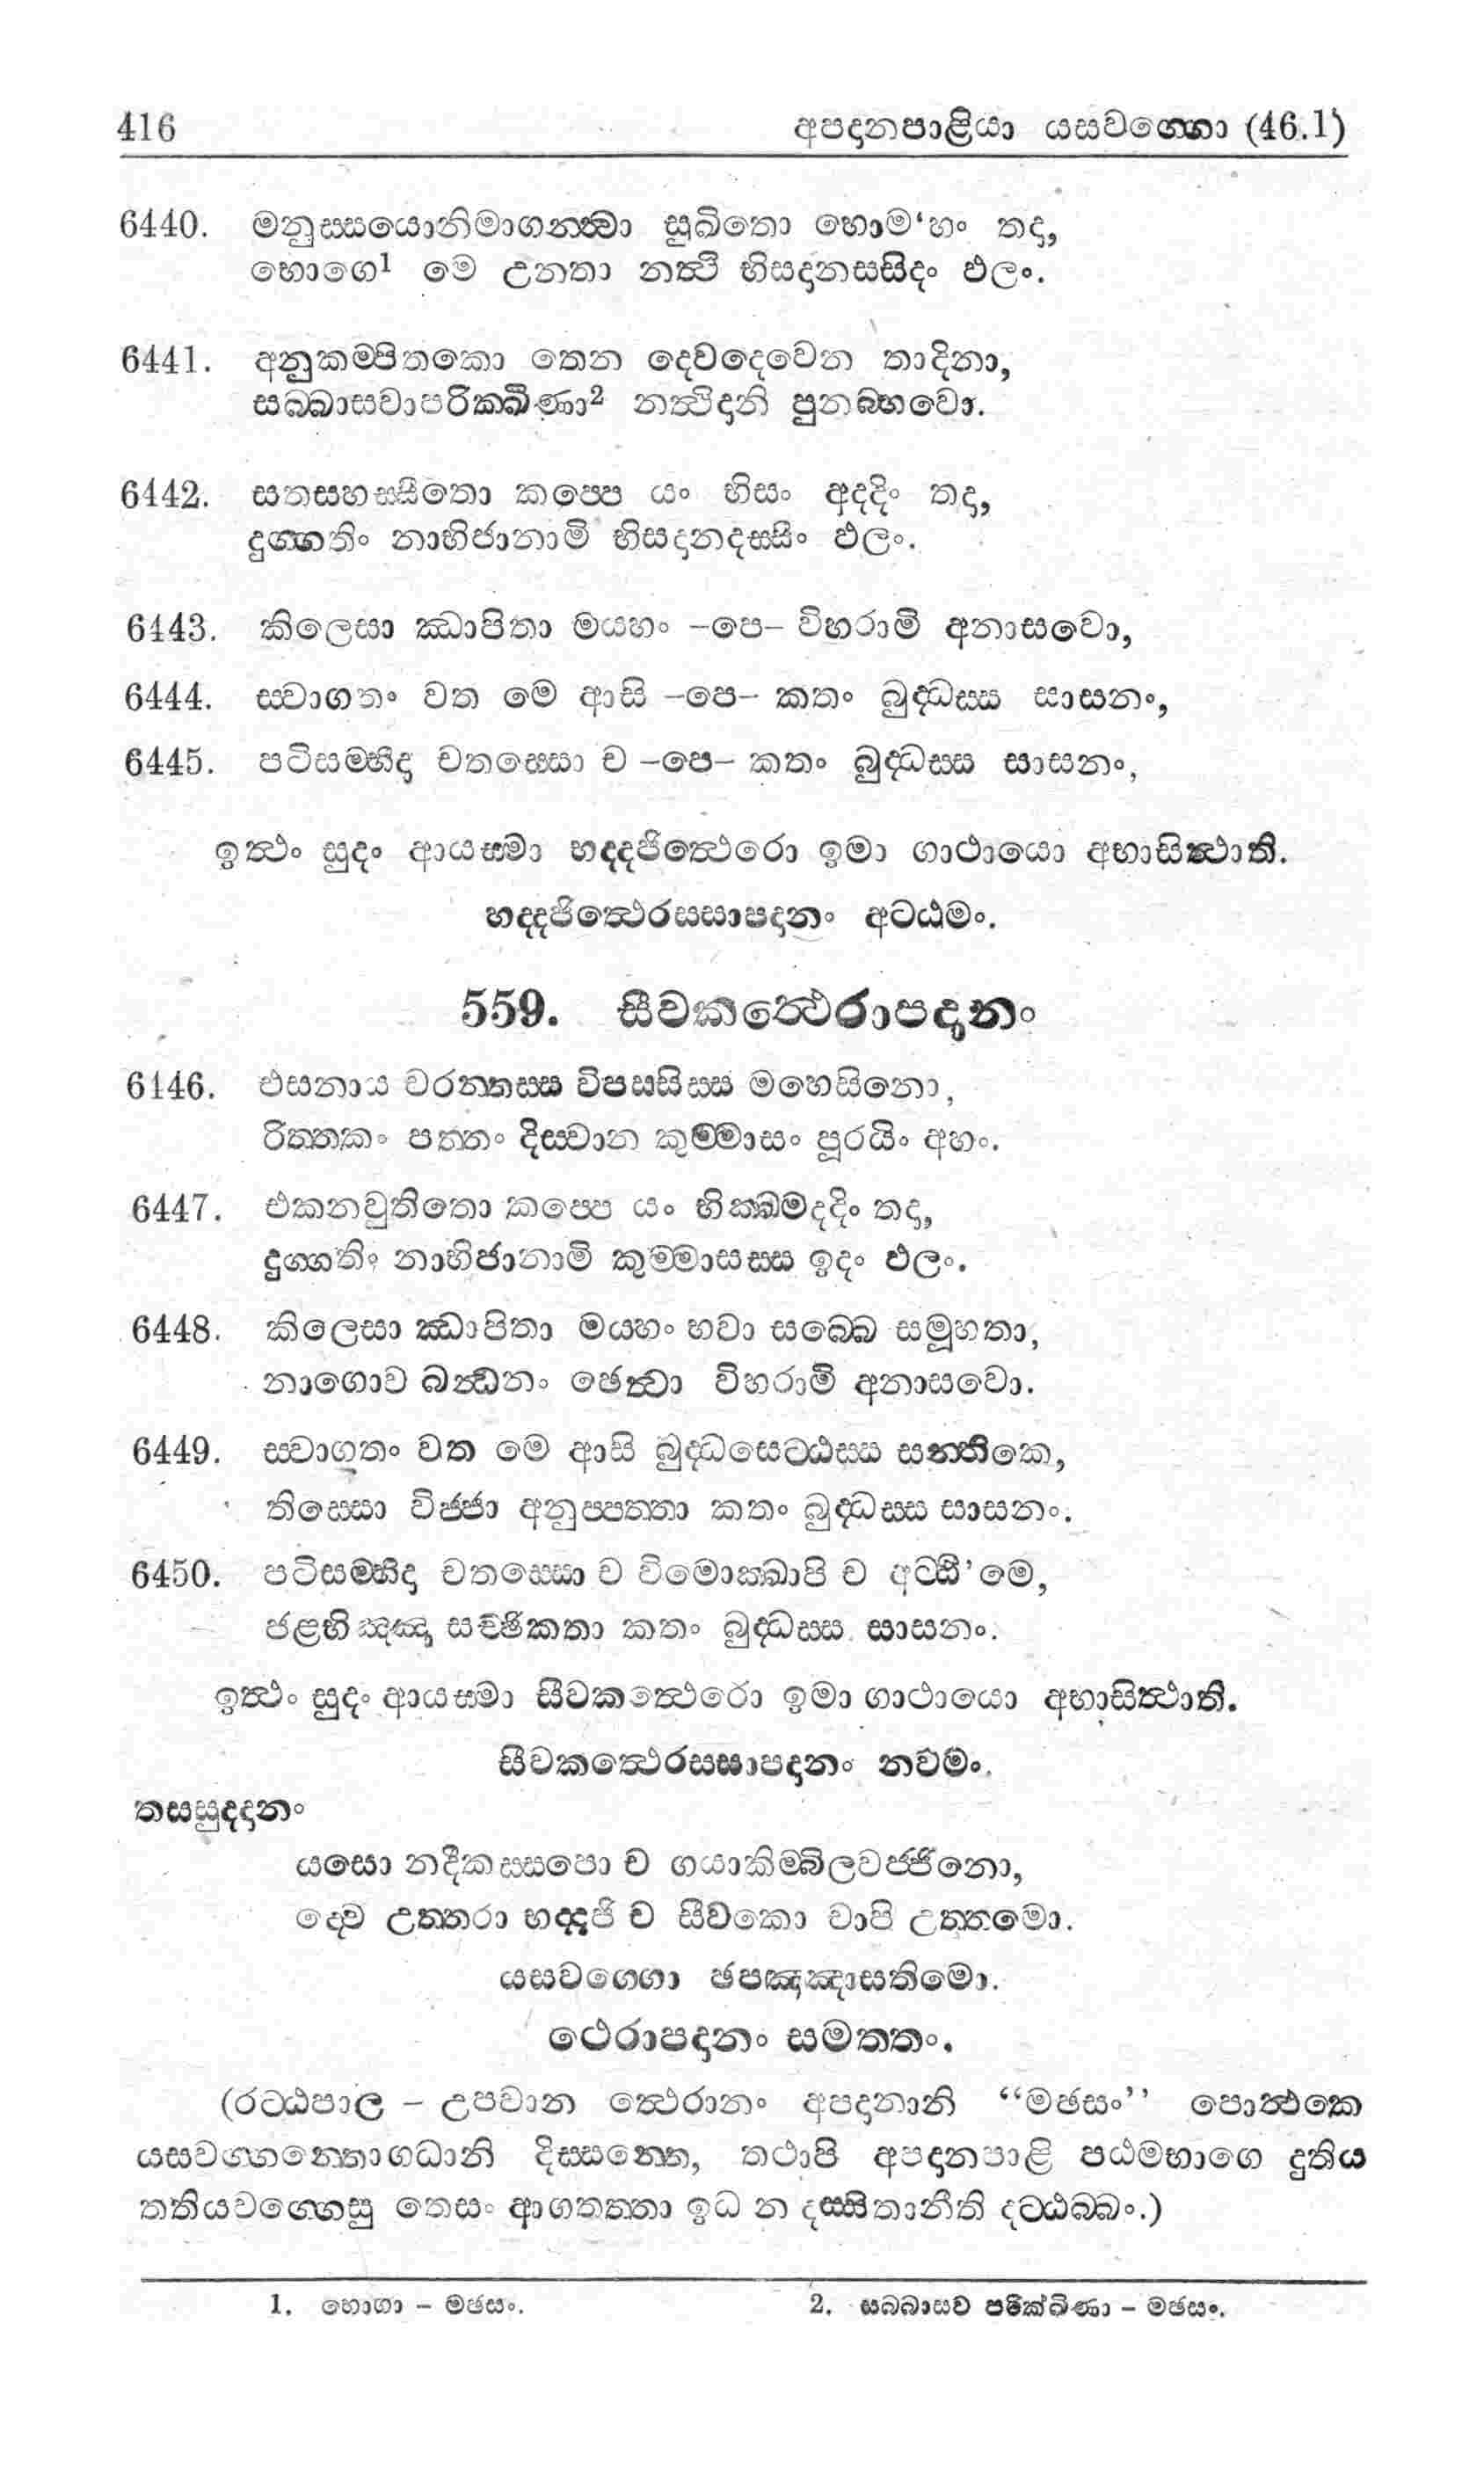 416 අපදානපාළියා යසවග්ගො (46.1)
6440. මනුස්සයොනිමාගන්ත්වා සුඛිතො හොම'හං තදා,
භොගෙ1 මෙ උනතා නත්ථි භිසදානස්සිදං ඵලං.
6441. අනුකම්පිතකො තෙන දෙවදෙවෙන තාදිනා,
සබ්බාසවාපරික්ඛිණා2 නත්ථිදානි පුනබ්භවො.
6442. සතසහස්සිතො කප්පෙ යං භිසං අදදිං තදා,
දුග්ගතිං නාභිජානාමි භිසදානදස්සිං ඵලං.
6443. කිලෙසා ඣාපිතා මය්හං -පෙ- විහරාමි අනාසවො,
6444. ස්වාගතං වත මෙ ආසි -පෙ- කතං බුද්ධස්ස සාසනං,
6445. පටිසම්භිදා චතස්සො ච -පෙ- කතං බුද්ධස්ස සාසනං,
ඉත්ථං සුදං ආයස්මා භද්දජිත්ථෙරො ඉමා ගාථායො අභාසිත්ථාති.
භද්දජිත්ථෙරස්සාපදානං අට්ඨමං.
559. සීවකත්ථෙරාපදානං
6446. එසනාය චරන්තස්ස විපස්සිස්ස මහෙසිනො,
රිත්තකං පත්තං දිස්වාන කුම්මාසං පූරයිං අහං.
6447. එකනවුතිතො කප්පෙ යං භික්ඛමදදිං තදා,
දුග්ගතිං නාභිජානාමි කුම්මාසස්ස ඉදං ඵලං.
6448. කිලෙසා ඣාපිතා මය්හං භවා සබ්බෙ සමූහතා,
නාගොව බන්ධනං ඡෙත්වා විහරාමි අනාසවො.
6449. ස්වාගතං වත මෙ ආසි බුද්ධසෙට්ඨස්ස සන්තිකෙ,
තිස්සො විජ්ජා අනුප්පත්තා කතං බුද්ධස්ස සාසනං.
6450. පටිසම්භිදා චතස්සො ච විමොක්ඛාපි ච අට්ඨි'මෙ,
ඡළභිඤ්ඤා සච්ඡිකතා කතං බුද්ධස්ස සාසනං.
ඉත්ථං සුදං ආයස්මා සීවකත්ථෙරො ඉමා ගාථායො අභාසිත්ථාති.
සීවකත්ථෙරස්සාපදානං නවමං.
තස්සුද්දානං
යසො නදීකස්සපො ච ගයාකිම්බිලවජ්ජිනො,
ද්වෙ උත්තරා භද්දජි ච සීවකො චාපි උත්තමො.
යසවග්ගො ඡපඤ්ඤාසතිමො.
ථෙරාපදානං සමත්තං.
(රට්ඨපාල - උපවාන ත්ථෙරානං අපදානානි “මඡසං” පොත්ථකෙ
යසවග්ගන්තොගධානි දිස්සන්තෙ, තථාපි අපදානපාළි පඨමභාගෙ දුතිය
තතියවග්ගෙසු තෙසං ආගතත්තා ඉධ න දස්සිතානීති දට්ඨබ්බං.)
1. භොගා - මඡසං.
2. සබ්බාසව පරික්ඛිණා - මඡසං.